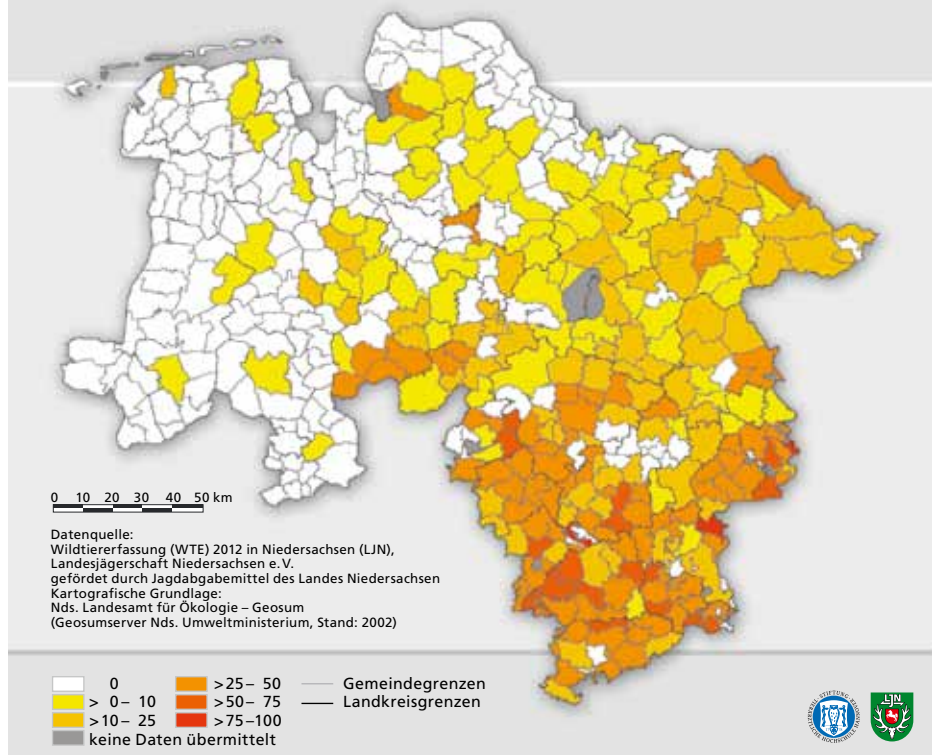 0 10 20 30 40 50 km
Datenquelle:
Wildtiererfassung (WTE) 2012 in Niedersachsen (LJN),
Landesjägerschaft Niedersachsen e.V.
gefördet durch Jagdabgabemittel des Landes Niedersachsen
Kartografische Grundlage:
Nds. Landesamt für Ökologie – Geosum
(Geosumserver Nds. Umweltministerium, Stand: 2002)
0
> 0– 10
>10– 25
>25– 50
>50– 75
>75–100
keine Daten übermittelt
Gemeindegrenzen
Landkreisgrenzen
STIFTUNG
LJN